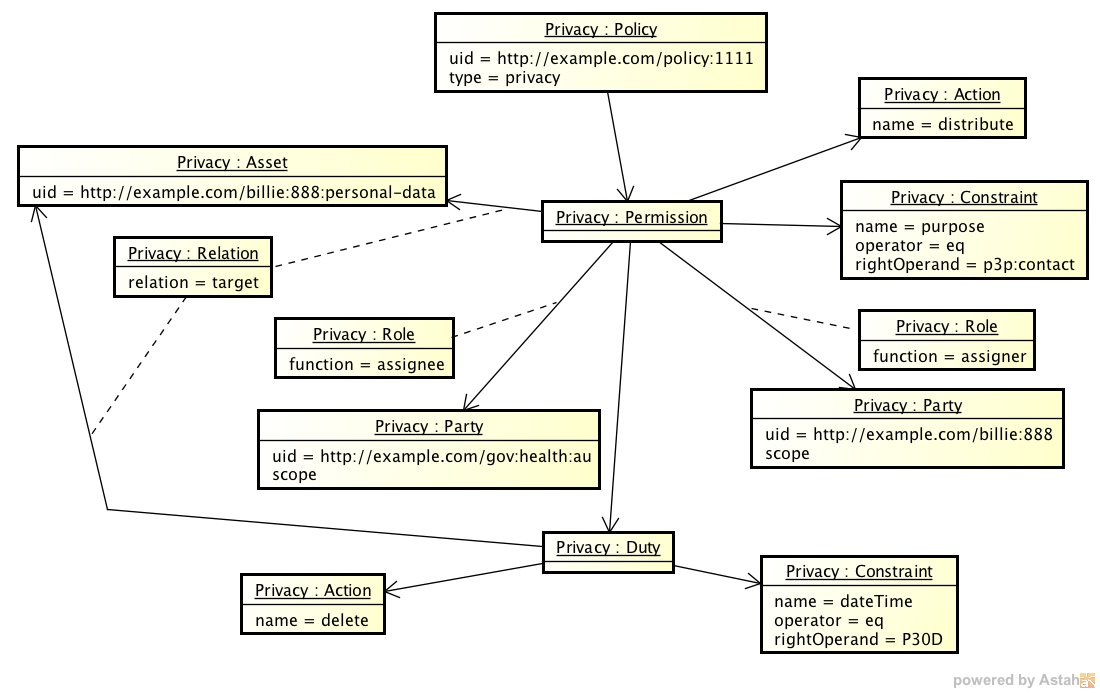 Privacy : Policy
uid = http://example.com/policy:1111
type = privacy
Privacy : Action
name = distribute
Privacy : Asset
uid = http://example.com/billie:888:personal-data
Privacy : Constraint
name = purpose
operator = eq
rightOperand = p3p:contact
Privacy : Permission
Privacy : Relation
relation = target
Privacy : Role
function = assignee
Privacy : Role
function = assigner
Privacy : Party
uid = http://example.com/billie:888
scope
Privacy : Party
uid = http://example.com/gov:health:au
scope
Privacy : Duty
Privacy : Action
name = delete
Privacy : Constraint
name = dateTime
operator = eq
rightOperand = P30D
powered by Astah